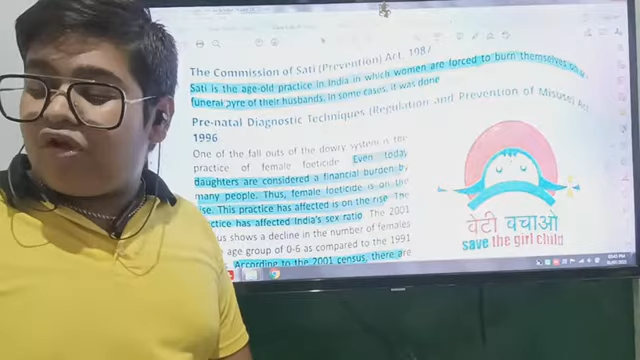 The Commission of Sati (Prevention) Act, 1987
Sati is the age-old practice in India in which women are forced to burn themselves on
funeral pyre of their husbands. In some cases, it was done
Pre-natal Diagnostic Techniques (Regulation and Prevention of Misuse) Act
1996
One of the fall outs of the dowry system is the
practice of female foeticide. Even today,
daughters are considered a financial burden by
many people. Thus, female foeticide is on the
rise. This practice has affected is on the rise. The
practice has affected India's sex ratio. The 2001
us shows a decline in the number of females
age group of 0-6 as compared to the 1991
According to the 2001 census, there are
बेटी बचाओ
save the girl child